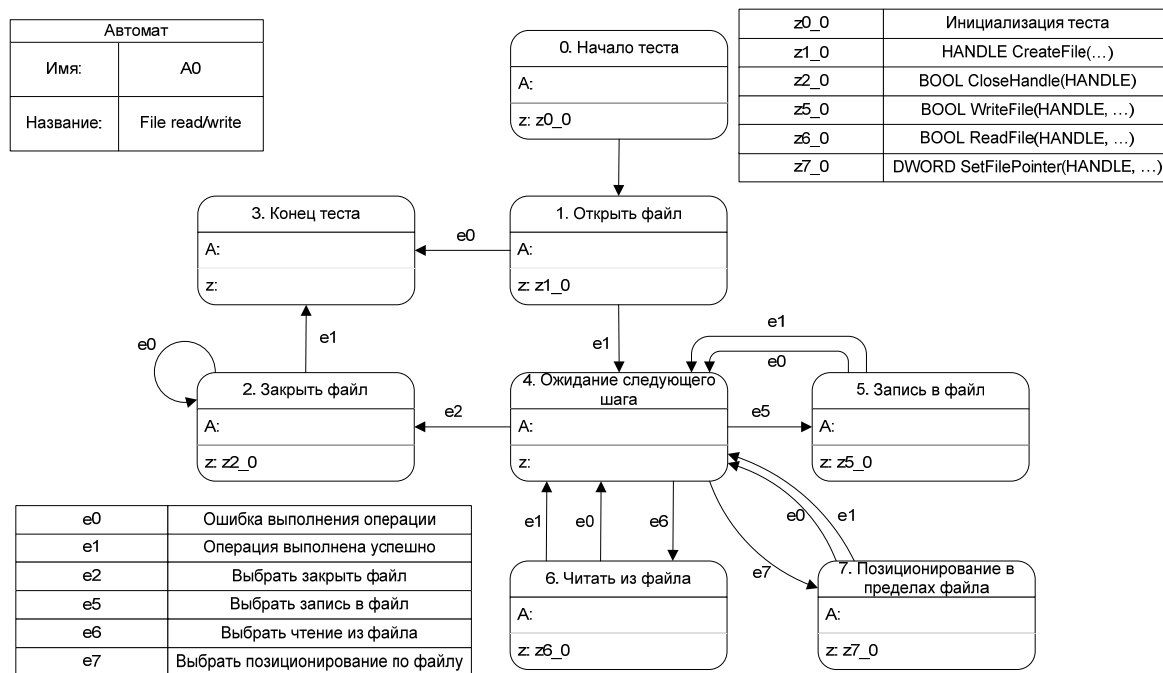 Автомат
Имя: A0
Название: File read/write
z0_0 Инициализация теста
z1_0 HANDLE CreateFile(…)
z2_0 BOOL CloseHandle(HANDLE)
z5_0 BOOL WriteFile(HANDLE, …)
z6_0 BOOL ReadFile(HANDLE, …)
z7_0 DWORD SetFilePointer(HANDLE, …)
0. Начало теста
A:
z: z0_0
3. Конец теста
A:
z:
e0
1. Открыть файл
A:
z: z1_0
e1
e1
e1
e0
e0
2. Закрыть файл
A:
z: z2_0
e2
4. Ожидание следующего
шага
A:
z:
e5
5. Запись в файл
A:
z: z5_0
e1
e0
e6
e7
e0
e1
6. Читать из файла
A:
z: z6_0
7. Позиционирование в
пределах файла
A:
z: z7_0
e0 Ошибка выполнения операции
e1 Операция выполнена успешно
e2 Выбрать закрыть файл
e5 Выбрать запись в файл
e6 Выбрать чтение из файла
e7 Выбрать позиционирование по файлу